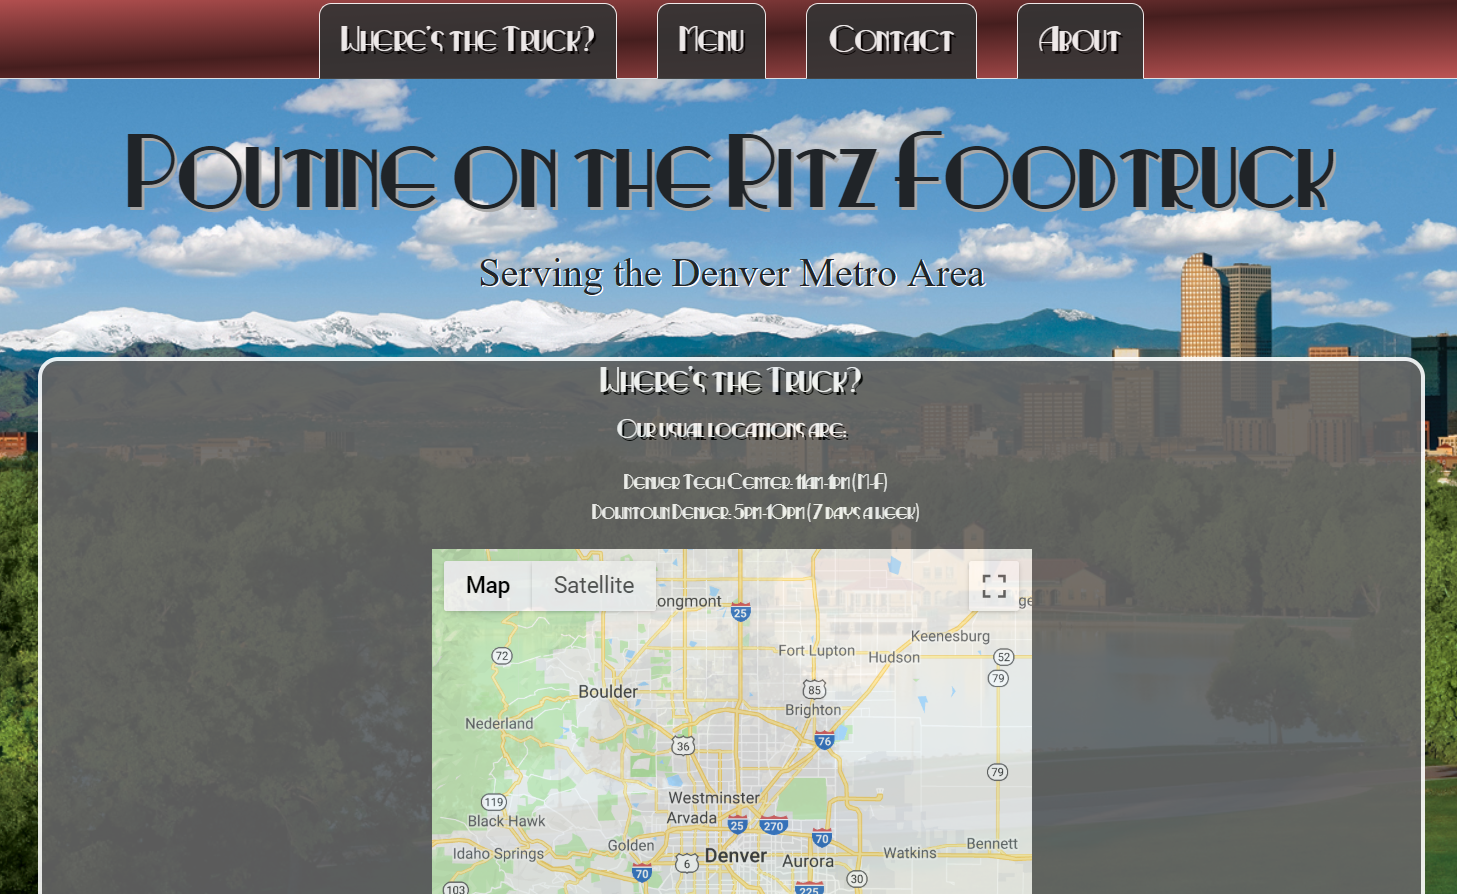 Where's the Truck? Menu Contact About
Poutine on the Ritz Foodtruck
Serving the Denver Metro Area
Where's the Truck?
Our usual locations are:
Denver Tech Center: 11am-1pm (M-F)
Downtown Denver: 5pm-10pm (7 days a week)
Map Satellite
ongmont
25
Keenesburg
Fort Lupton Hudson 52
72
79
Boulder 85
Brighton
Nederland
76
36
79
Westminster
119
Arvada 25 270
Black Hawk
70
Golden Bennett
Idaho Springs Denver Aurora Watkins
6
70
30
103 225